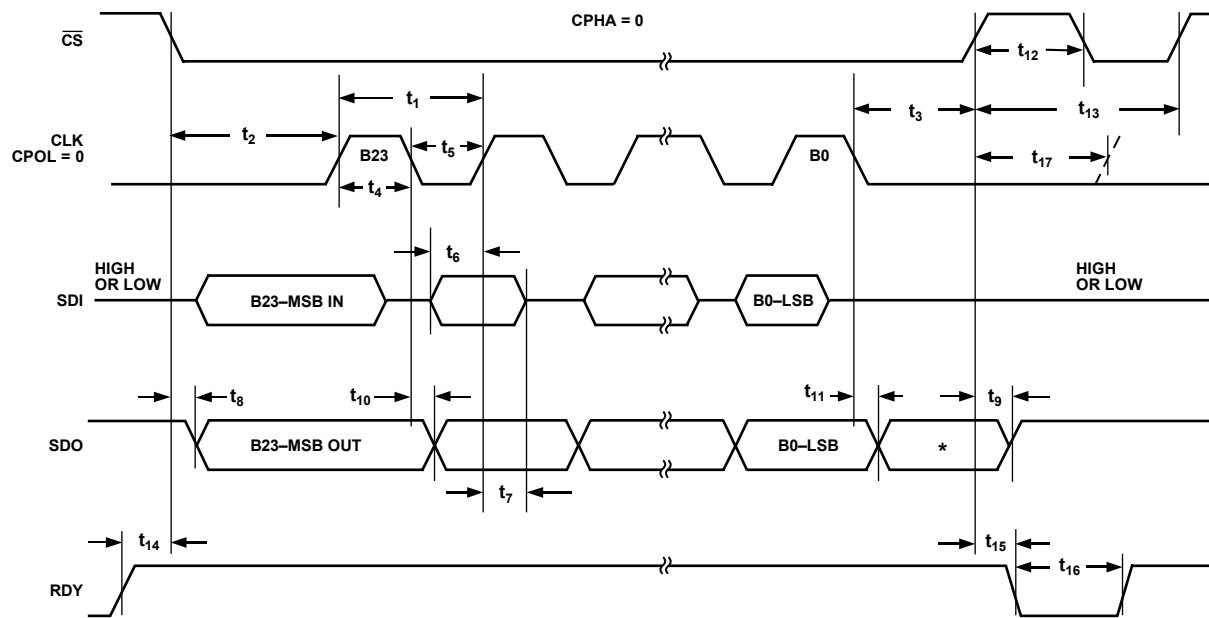 CPHA = 0
CS
t12
t1
t3
t13
CLK
CPOL = 0
t2
B23
t5
B0
t17
t4
t6
HIGH
OR LOW
HIGH
OR LOW
SDI
B23–MSB IN
B0–LSB
t8
t10
t11
t9
SDO
B23–MSB OUT
B0–LSB
*
t7
t14
t15
t16
RDY